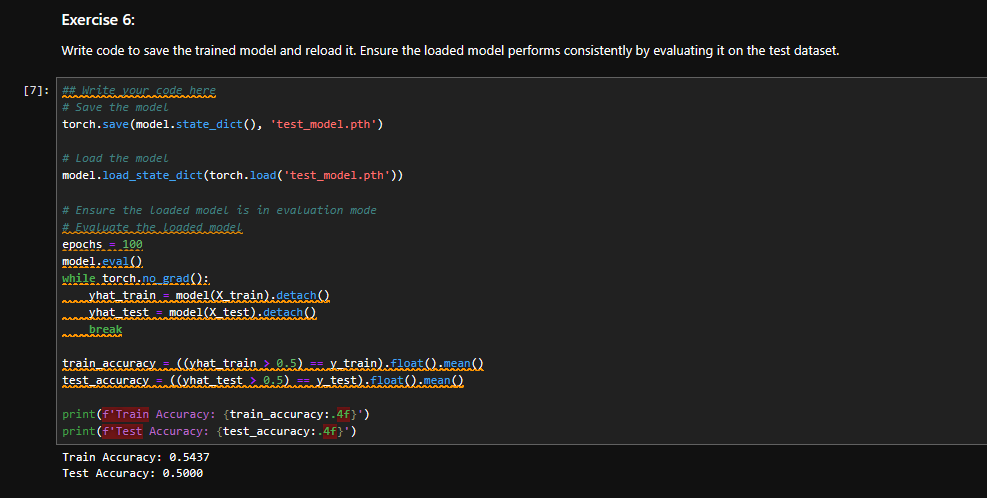 Exercise 6:
Write code to save the trained model and reload it. Ensure the loaded model performs consistently by evaluating it on the test dataset.
[7]: ## Write your code here
# Save the model
torch.save(model.state_dict(), 'test_model.pth')
# Load the model
model.load_state_dict(torch.load('test_model.pth'))
# Ensure the loaded model is in evaluation mode
# Evaluate the loaded model
epochs = 100
model.eval()
while torch.no_grad():
    yhat_train = model(X_train).detach()
    yhat_test = model(X_test).detach()
    break
train_accuracy = ((yhat_train > 0.5) == y_train).float().mean()
test_accuracy = ((yhat_test > 0.5) == y_test).float().mean()
print(f'Train Accuracy: {train_accuracy:.4f}')
print(f'Test Accuracy: {test_accuracy:.4f}')
Train Accuracy: 0.5437
Test Accuracy: 0.5000